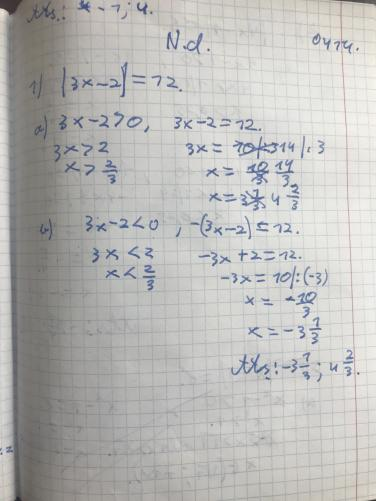 -1; 4.
N.d.
04,14.
1) |3x-2|=12.
3x-2>0, 3x-2=12.
3x>2 3x=14|:3
x>2/3 x=14/3
x=4 2/3
3x-2<0, -(3x-2)=12.
3x<2 -3x+2=12.
x<2/3 -3x=10|:(-3)
x=-10/3
x=-3 1/3
-3 1/3; 4 2/3.